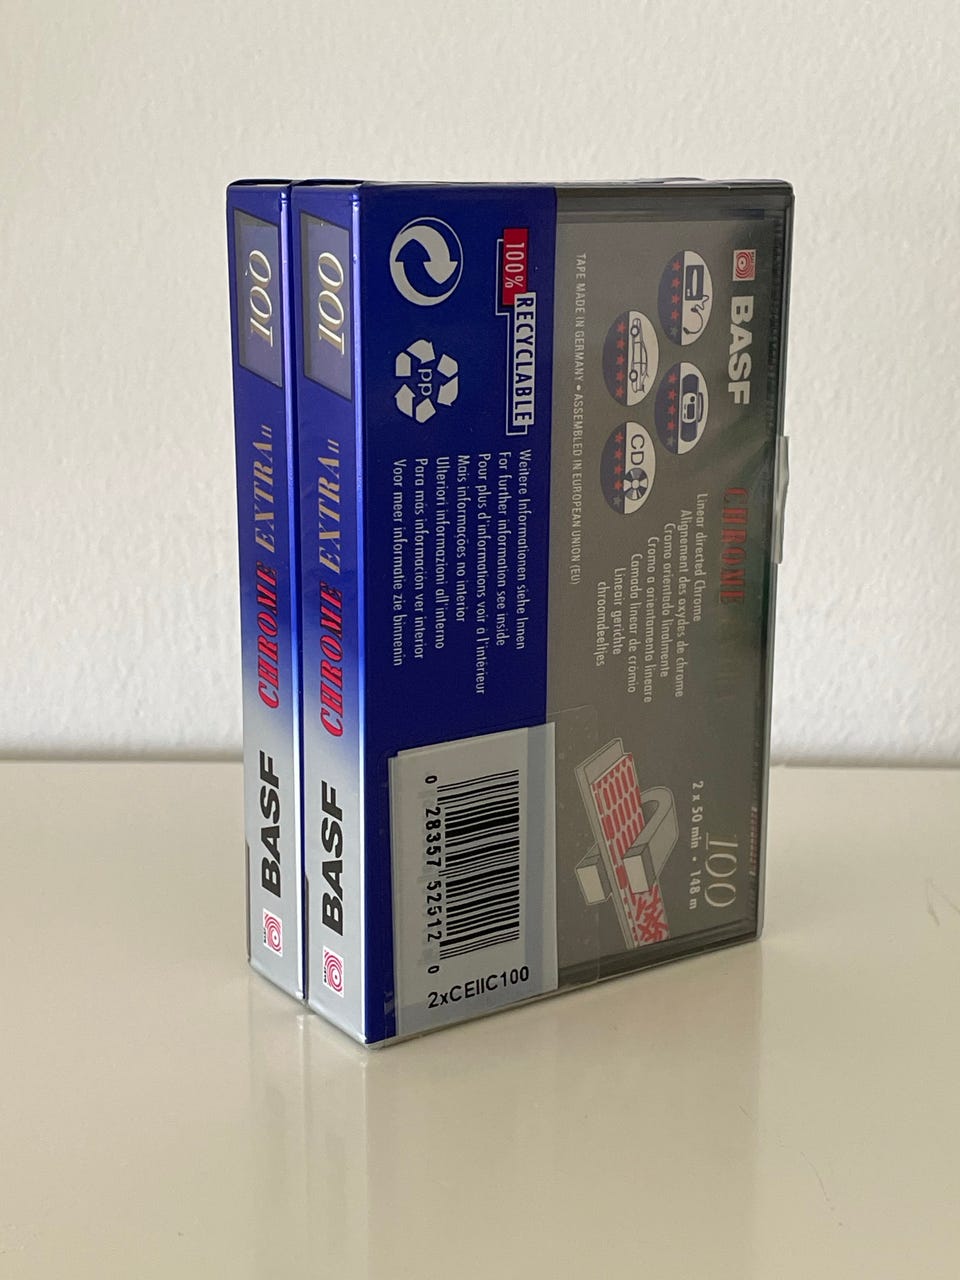 100
CHROME EXTRA II
BASF
100
CHROME EXTRA II
BASF
100%
RECYCLABLE
PP
Weitere Informationen siehe Innen
For further information see inside
Pour plus d'informations voir à l'intérieur
Mais informações no interior
Ulteriori informazioni all'interno
Para más información ver interior
Voor meer informatie zie binnenin
0 28357 52512 0
2xCEIIC100
BASF
CHROME
100
2 x 50 min • 148 m
CD
Linear directed Chrome
Alignement des oxydes de chrome
Cromo orientado linalmente
Cromo a orientamento lineare
Camada linear de crómio
Lineair gerichte
chroomdeeltjes
TAPE MADE IN GERMANY • ASSEMBLED IN EUROPEAN UNION (EU)